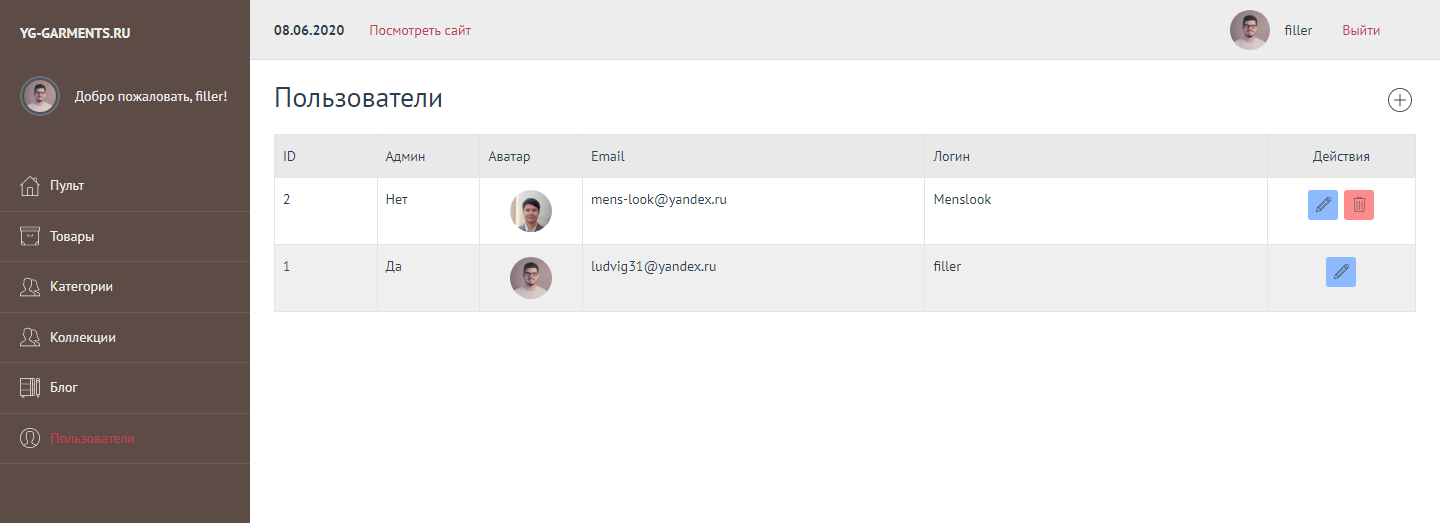 YG-GARMENTS.RU
08.06.2020 Посмотреть сайт filler Выйти
Добро пожаловать, filler!
Пульт
Товары
Категории
Коллекции
Блог
Пользователи
Пользователи
ID Админ Аватар Email Логин Действия
2 Нет mens-look@yandex.ru Menslook
1 Да ludvig31@yandex.ru filler